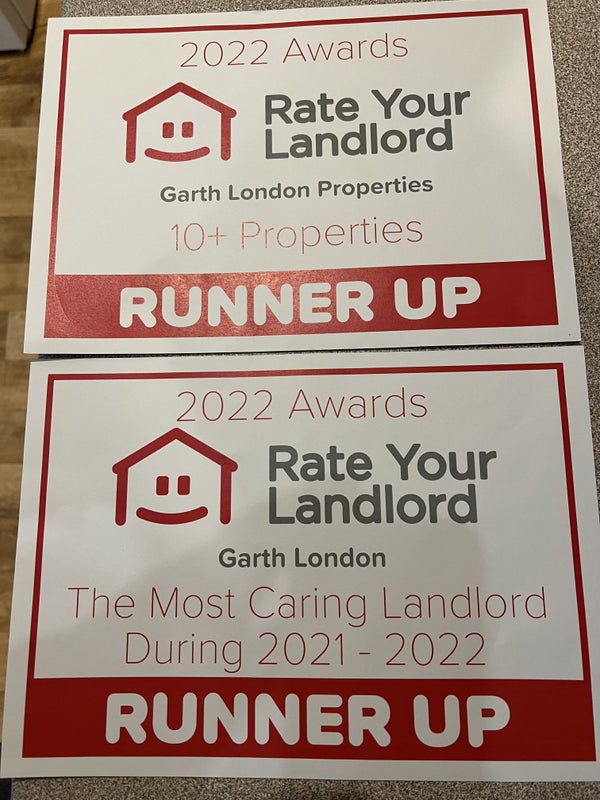 2022 Awards
Rate Your
Landlord
Garth London Properties
10+ Properties
RUNNER UP
2022 Awards
Rate Your
Landlord
Garth London
The Most Caring Landlord
During 2021 - 2022
RUNNER UP